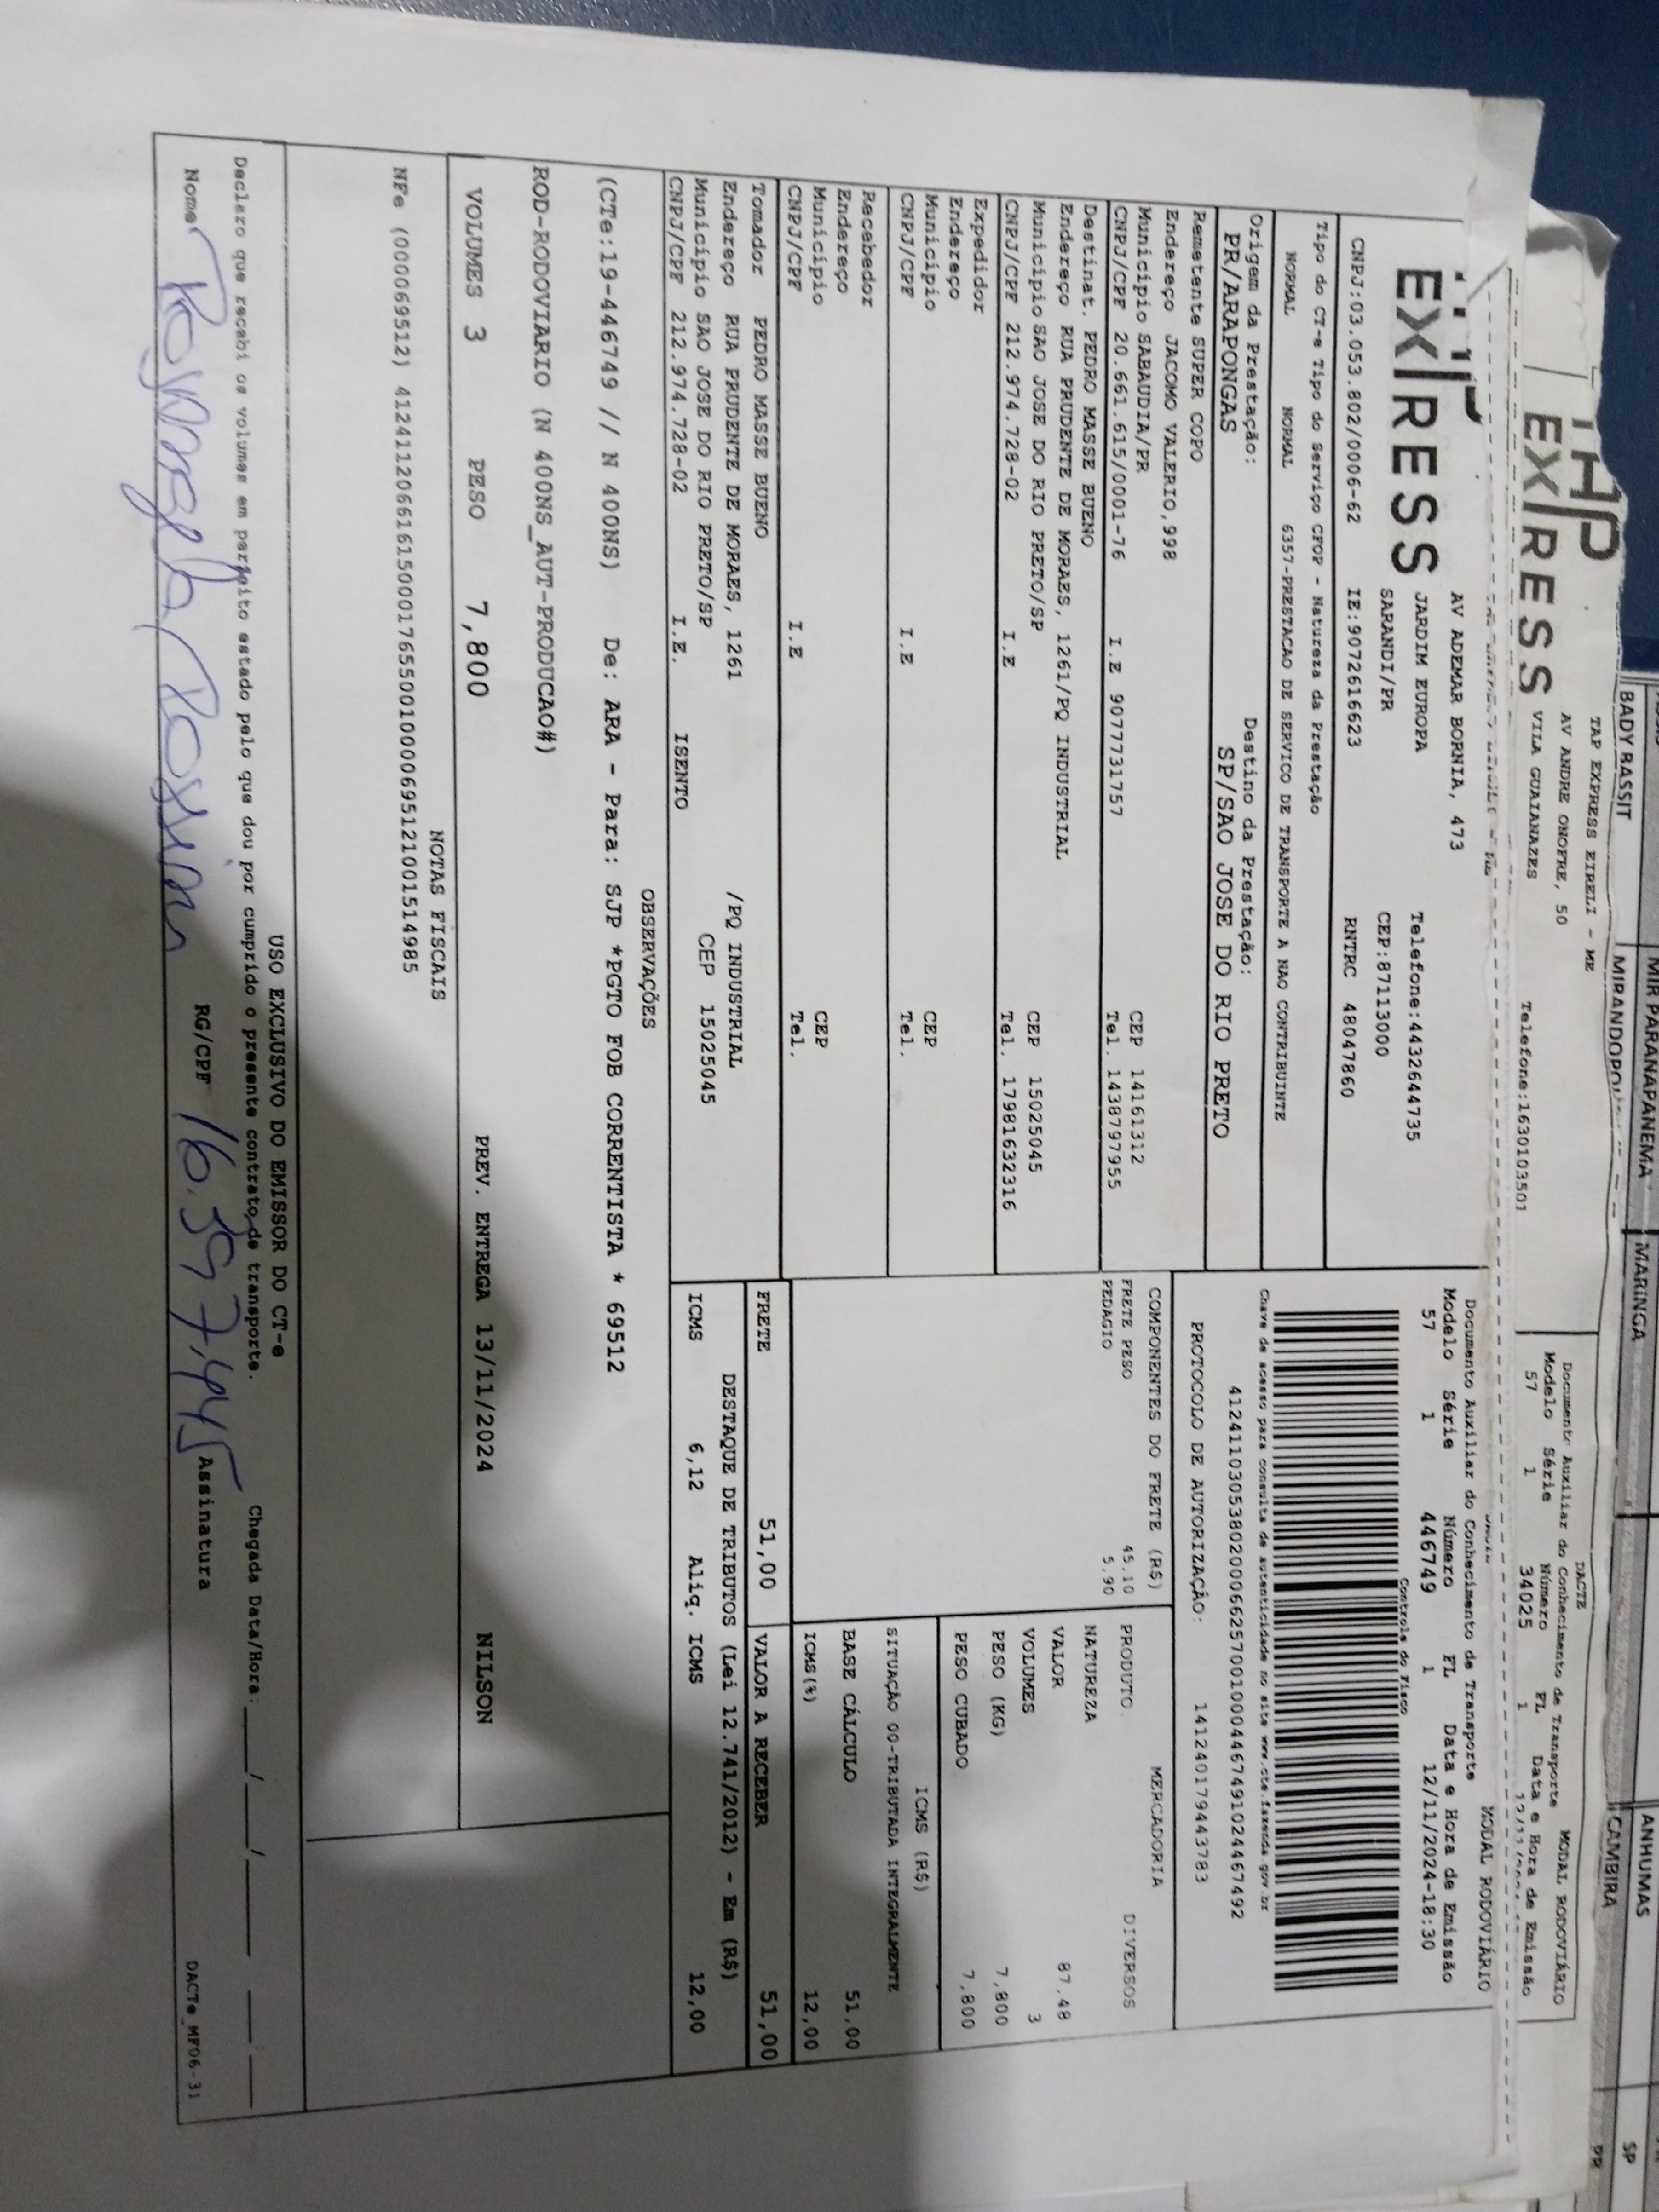 MIR PARANAPANEMA
ANHUMAS
BADY BASSIT
MARINGA
CAMBIRA
SP
PR
TAP
EXPRESS
TAP EXPRESS EIRELI - ME
AV ANDRE ONOFRE, 50
VILA GUAIANAZES
Telefone:1630103501
DACTE
MODAL RODOVIÁRIO
Documento Auxiliar do Conhecimento de Transporte
Modelo Série Número FL Data e Hora de Emissão
57 1 34025 1
EXPRESS
AV ADEMAR BORNIA, 473
JARDIM EUROPA Telefone:4432644735
SARANDI/PR CEP:87113000
CNPJ:03.053.802/0006-62 IE:9072616623 RNTRC 48047860
MODAL RODOVIÁRIO
Documento Auxiliar do Conhecimento de Transporte
Modelo Série Número FL Data e Hora de Emissão
57 1 446749 1 12/11/2024-18:30
Controle do Fisco
Tipo do CT-e Tipo do Serviço CFOP - Natureza da Prestação
NORMAL NORMAL 6357-PRESTACAO DE SERVICO DE TRANSPORTE A NAO CONTRIBUINTE
Chave de acesso para consulta de autenticidade no site www.cte.fazenda.gov.br
41241103053802000662570010004467491024467492
Origem da Prestação: Destino da Prestação:
PR/ARAPONGAS SP/SAO JOSE DO RIO PRETO
PROTOCOLO DE AUTORIZAÇÃO: 141240179443783
Remetente SUPER COPO
Endereço JACOMO VALERIO,998
Município SABAUDIA/PR CEP 14161312
CNPJ/CPF 20.661.615/0001-76 I.E 9077731757 Tel. 1438797955
Destinat. PEDRO MASSE BUENO
Endereço RUA PRUDENTE DE MORAES, 1261/PQ INDUSTRIAL
Município SAO JOSE DO RIO PRETO/SP CEP 15025045
CNPJ/CPF 212.974.728-02 I.E Tel. 17981632316
Expedidor
Endereço
Município CEP
CNPJ/CPF I.E Tel.
Recebedor
Endereço
Município CEP
CNPJ/CPF I.E Tel.
COMPONENTES DO FRETE (R$)
FRETE PESO 45,10
PEDAGIO 5,90
MERCADORIA
PRODUTO DIVERSOS
NATUREZA
VALOR 87,48
VOLUMES 3
PESO (KG) 7,800
PESO CUBADO 7,800
ICMS (R$)
SITUAÇÃO 00-TRIBUTADA INTEGRALMENTE
BASE CÁLCULO 51,00
ICMS(%) 12,00
Tomador PEDRO MASSE BUENO
Endereço RUA PRUDENTE DE MORAES, 1261 /PQ INDUSTRIAL
Município SAO JOSE DO RIO PRETO/SP CEP 15025045
CNPJ/CPF 212.974.728-02 I.E. ISENTO
FRETE 51,00 VALOR A RECEBER 51,00
DESTAQUE DE TRIBUTOS (Lei 12.741/2012) - Em (R$)
ICMS 6,12 Aliq. ICMS 12,00
OBSERVAÇÕES
(CTe:19-446749 // N 400NS) De: ARA - Para: SJP *PGTO FOB CORRENTISTA * 69512
ROD-RODOVIARIO (N 400NS_AUT-PRODUCAO#)
VOLUMES 3 PESO 7,800 PREV. ENTREGA 13/11/2024 NILSON
NOTAS FISCAIS
NFe (000069512) 41241120661615000176550010000695121001514985
USO EXCLUSIVO DO EMISSOR DO CT-e
Declaro que recebi os volumes em perfeito estado pelo que dou por cumprido o presente contrato de transporte. Chegada Data/Hora: ___/___/_____ ___:___
Nome RG/CPF Assinatura
DACTe_MF06-31